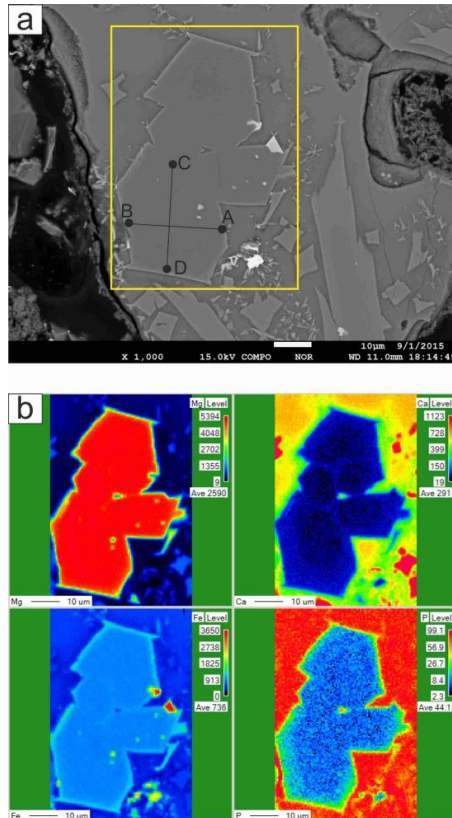 a
C
B
A
D
10μm 9/1/2015
X 1,000 15.0kV COMPO NOR WD 11.0mm 18:14:49
b
Mg Level
5394
4048
2702
1355
9
Ave 2590
Mg 10 um
Ca Level
1123
728
399
150
19
Ave 291
Ca 10 um
Fe Level
3650
2738
1825
913
0
Ave 736
Fe 10 um
P Level
99.1
56.9
26.7
8.4
2.3
Ave 44.1
P 10 um